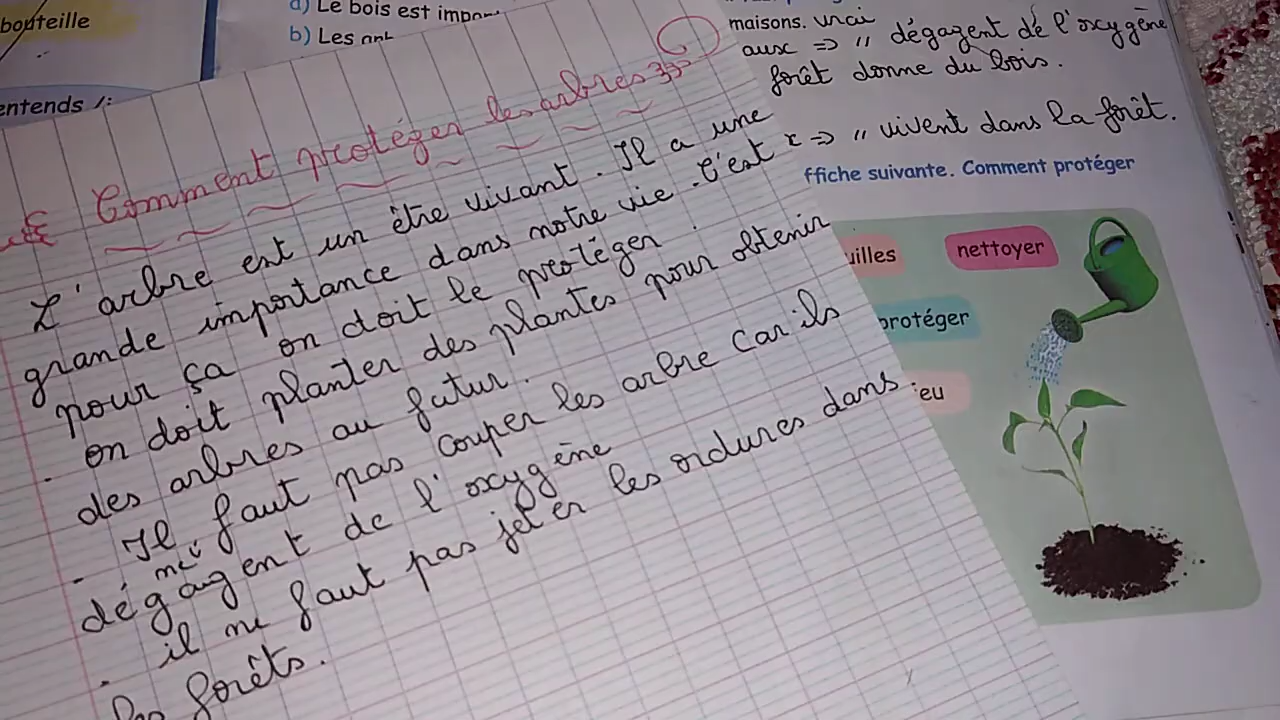 bouteille
a) Le bois est
b) Les
entends
maisons. vrai
aux => " dégagent de l'oxygène
forêt donne du bois.
=> " vivent dans la forêt.
ffiche suivante. Comment protéger
uilles
nettoyer
protéger
eu
Comment protéger les arbres
L'arbre est un être vivant. Il a une
grande importance dans notre vie. C'est
pour ça on doit le protéger.
. on doit planter des plantes pour obtenir
des arbres au futur.
- Il ne faut pas couper les arbre car ils
dégagent de l'oxygène
. il ne faut pas jeter les ordures dans
les forêts.